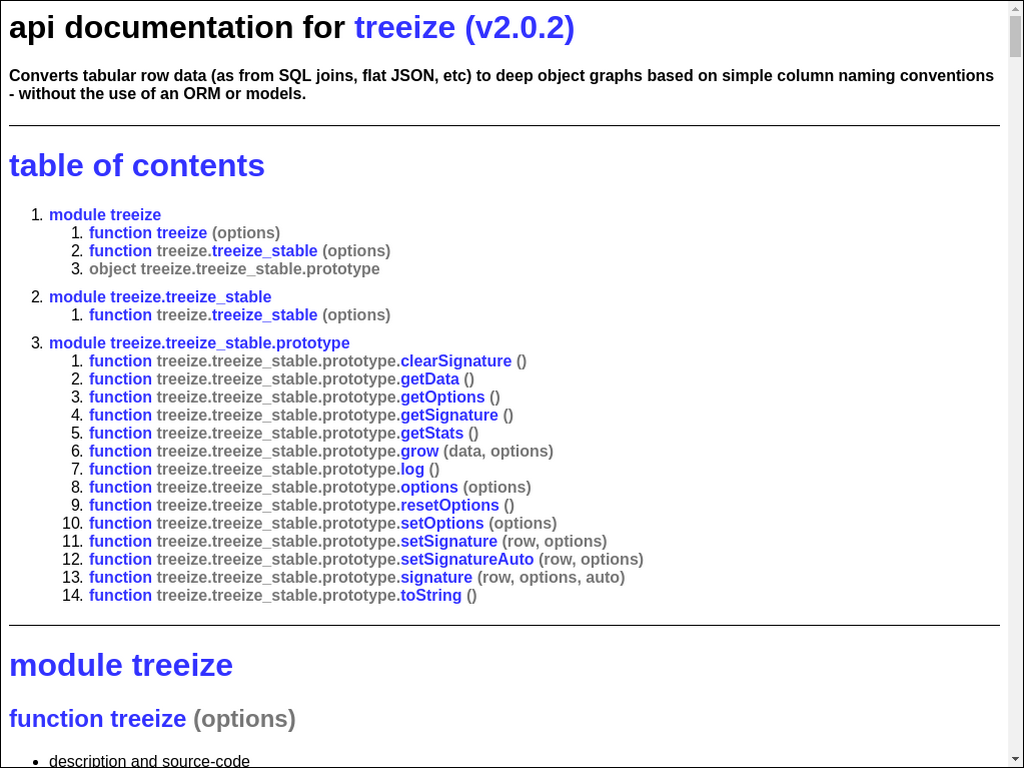 api documentation for treeize (v2.0.2)
Converts tabular row data (as from SQL joins, flat JSON, etc) to deep object graphs based on simple column naming conventions
- without the use of an ORM or models.
table of contents
1. module treeize
1. function treeize (options)
2. function treeize.treeize_stable (options)
3. object treeize.treeize_stable.prototype
2. module treeize.treeize_stable
1. function treeize.treeize_stable (options)
3. module treeize.treeize_stable.prototype
1. function treeize.treeize_stable.prototype.clearSignature ()
2. function treeize.treeize_stable.prototype.getData ()
3. function treeize.treeize_stable.prototype.getOptions ()
4. function treeize.treeize_stable.prototype.getSignature ()
5. function treeize.treeize_stable.prototype.getStats ()
6. function treeize.treeize_stable.prototype.grow (data, options)
7. function treeize.treeize_stable.prototype.log ()
8. function treeize.treeize_stable.prototype.options (options)
9. function treeize.treeize_stable.prototype.resetOptions ()
10. function treeize.treeize_stable.prototype.setOptions (options)
11. function treeize.treeize_stable.prototype.setSignature (row, options)
12. function treeize.treeize_stable.prototype.setSignatureAuto (row, options)
13. function treeize.treeize_stable.prototype.signature (row, options, auto)
14. function treeize.treeize_stable.prototype.toString ()
module treeize
function treeize (options)
• description and source-code